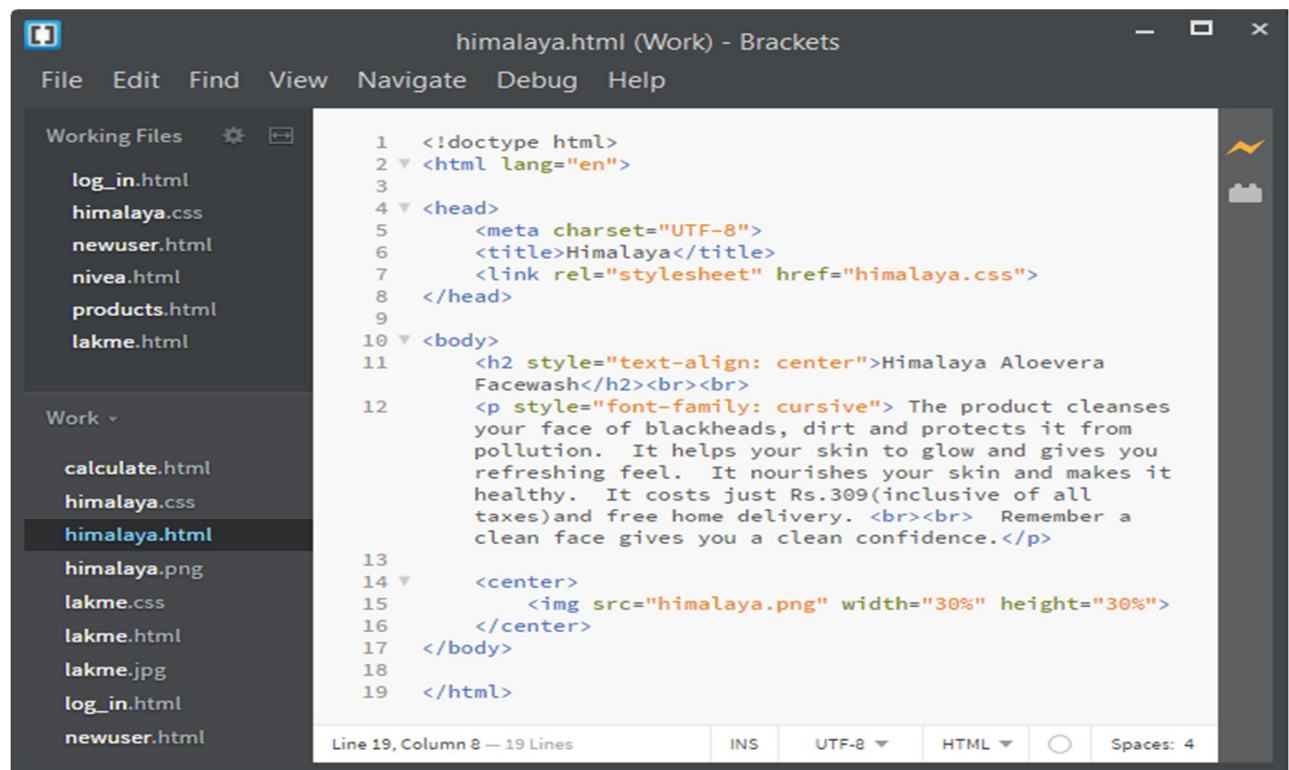 himalaya.html (Work) - Brackets
File Edit Find View Navigate Debug Help
Working Files
log_in.html
himalaya.css
newuser.html
nivea.html
products.html
lakme.html
Work
calculate.html
himalaya.css
himalaya.html
himalaya.png
lakme.css
lakme.html
lakme.jpg
log_in.html
newuser.html
1 <!doctype html>
2 <html lang="en">
3
4 <head>
5 <meta charset="UTF-8">
6 <title>Himalaya</title>
7 <link rel="stylesheet" href="himalaya.css">
8 </head>
9
10 <body>
11 <h2 style="text-align: center">Himalaya Aloevera
Facewash</h2><br><br>
12 <p style="font-family: cursive"> The product cleanses
your face of blackheads, dirt and protects it from
pollution.  It helps your skin to glow and gives you
refreshing feel.  It nourishes your skin and makes it
healthy.  It costs just Rs.309(inclusive of all
taxes)and free home delivery. <br><br>  Remember a
clean face gives you a clean confidence.</p>
13
14 <center>
15 <img src="himalaya.png" width="30%" height="30%">
16 </center>
17 </body>
18
19 </html>
Line 19, Column 8 — 19 Lines INS UTF-8 HTML Spaces: 4